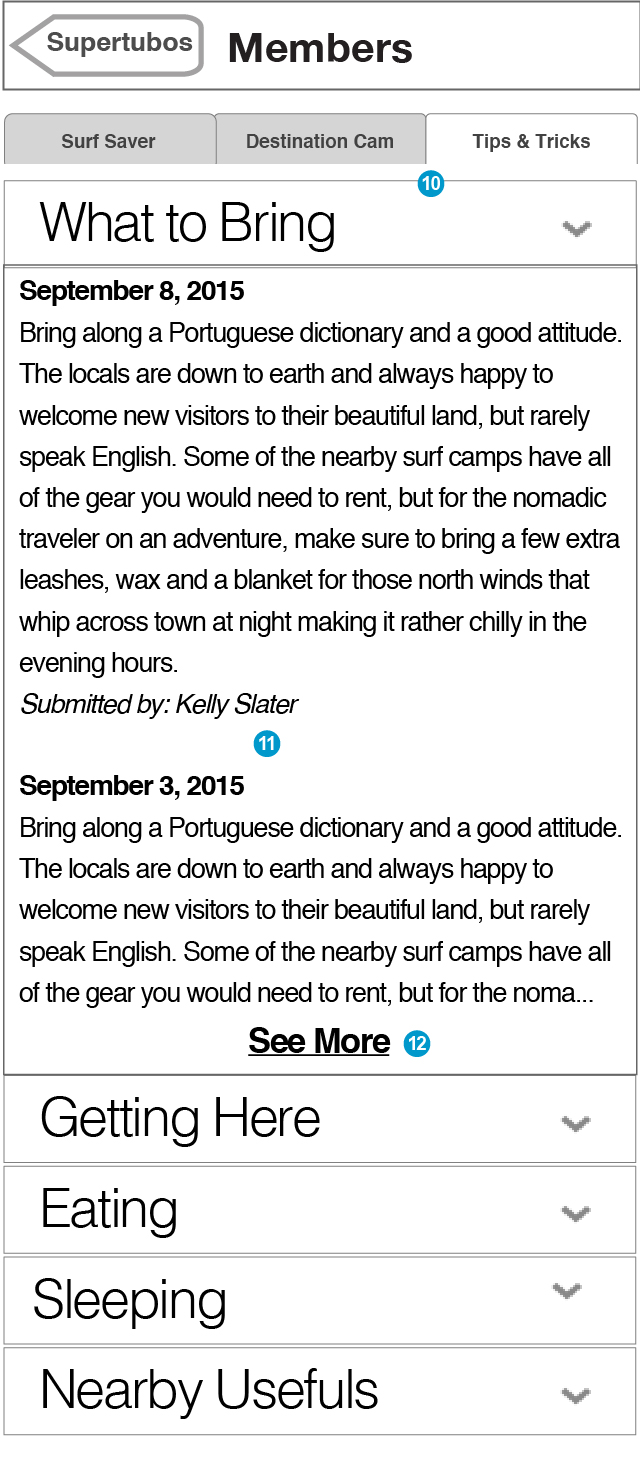 Supertubos Members
Surf Saver Destination Cam Tips & Tricks
10
What to Bring
September 8, 2015
Bring along a Portuguese dictionary and a good attitude.
The locals are down to earth and always happy to
welcome new visitors to their beautiful land, but rarely
speak English. Some of the nearby surf camps have all
of the gear you would need to rent, but for the nomadic
traveler on an adventure, make sure to bring a few extra
leashes, wax and a blanket for those north winds that
whip across town at night making it rather chilly in the
evening hours.
Submitted by: Kelly Slater
11
September 3, 2015
Bring along a Portuguese dictionary and a good attitude.
The locals are down to earth and always happy to
welcome new visitors to their beautiful land, but rarely
speak English. Some of the nearby surf camps have all
of the gear you would need to rent, but for the noma...
See More 12
Getting Here
Eating
Sleeping
Nearby Usefuls